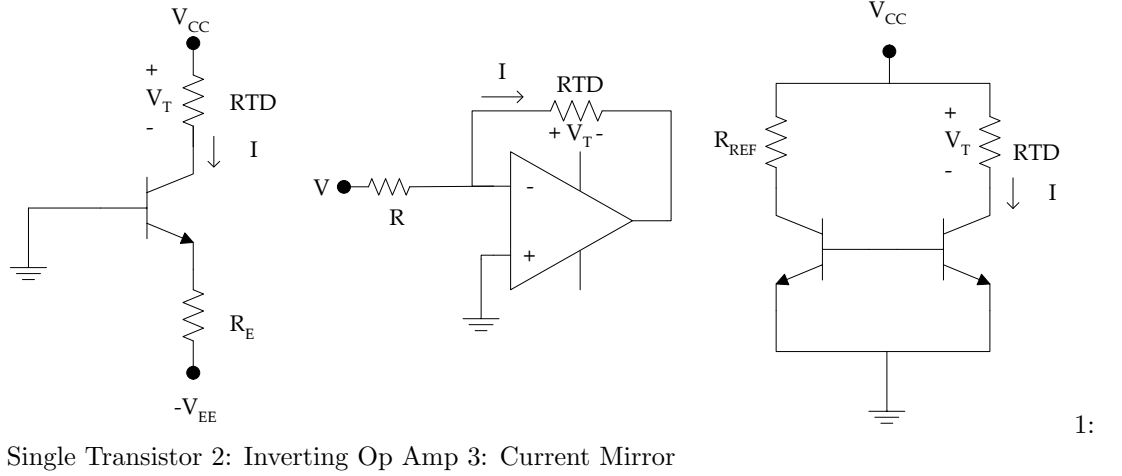 V_CC
+
V_T
-
RTD
I
R_E
-V_EE
I
RTD
+ V_T -
V
R
-
+
V_CC
R_REF
+
V_T
-
RTD
I
1:
Single Transistor 2: Inverting Op Amp 3: Current Mirror